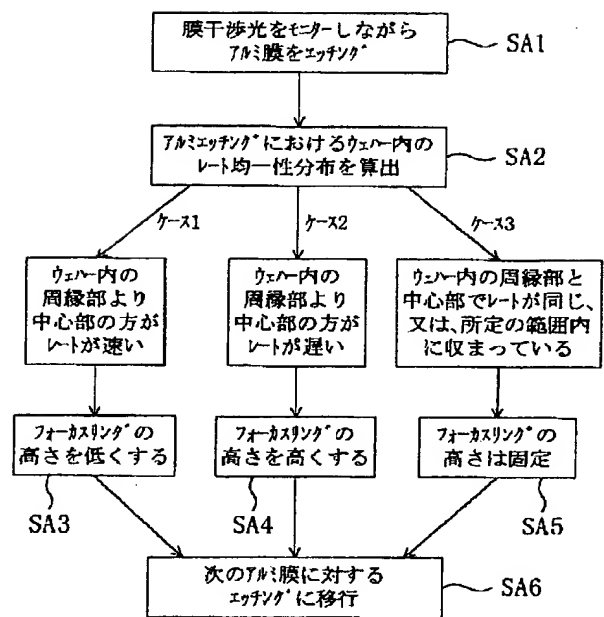 膜干渉光をモニターしながら
アルミ膜をエッチング
SA1
アルミエッチングにおけるウェハー内の
レート均一性分布を算出
SA2
ケース1
ケース2
ケース3
ウェハー内の
周縁部より
中心部の方が
レートが速い
ウェハー内の
周縁部より
中心部の方が
レートが遅い
ウェハー内の周縁部と
中心部でレートが同じ、
又は、所定の範囲内
に収まっている
フォーカスリングの
高さを低くする
SA3
フォーカスリングの
高さを高くする
SA4
フォーカスリングの
高さは固定
SA5
次のアルミ膜に対する
エッチングに移行
SA6